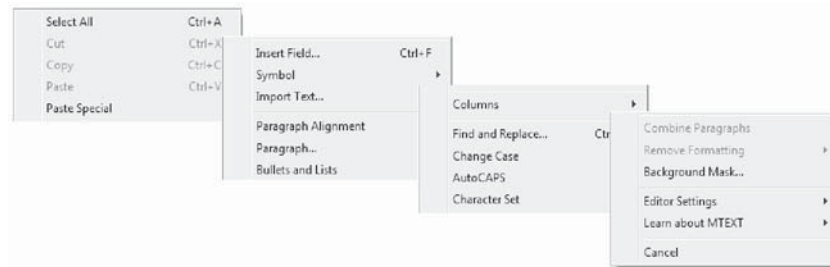 Select All Ctrl+A
Cut Ctrl+X
Copy Ctrl+C
Paste Ctrl+V
Paste Special
Insert Field... Ctrl+F
Symbol
Import Text...
Paragraph Alignment
Paragraph...
Bullets and Lists
Columns
Find and Replace... Ctr
Change Case
AutoCAPS
Character Set
Combine Paragraphs
Remove Formatting
Background Mask...
Editor Settings
Learn about MTEXT
Cancel